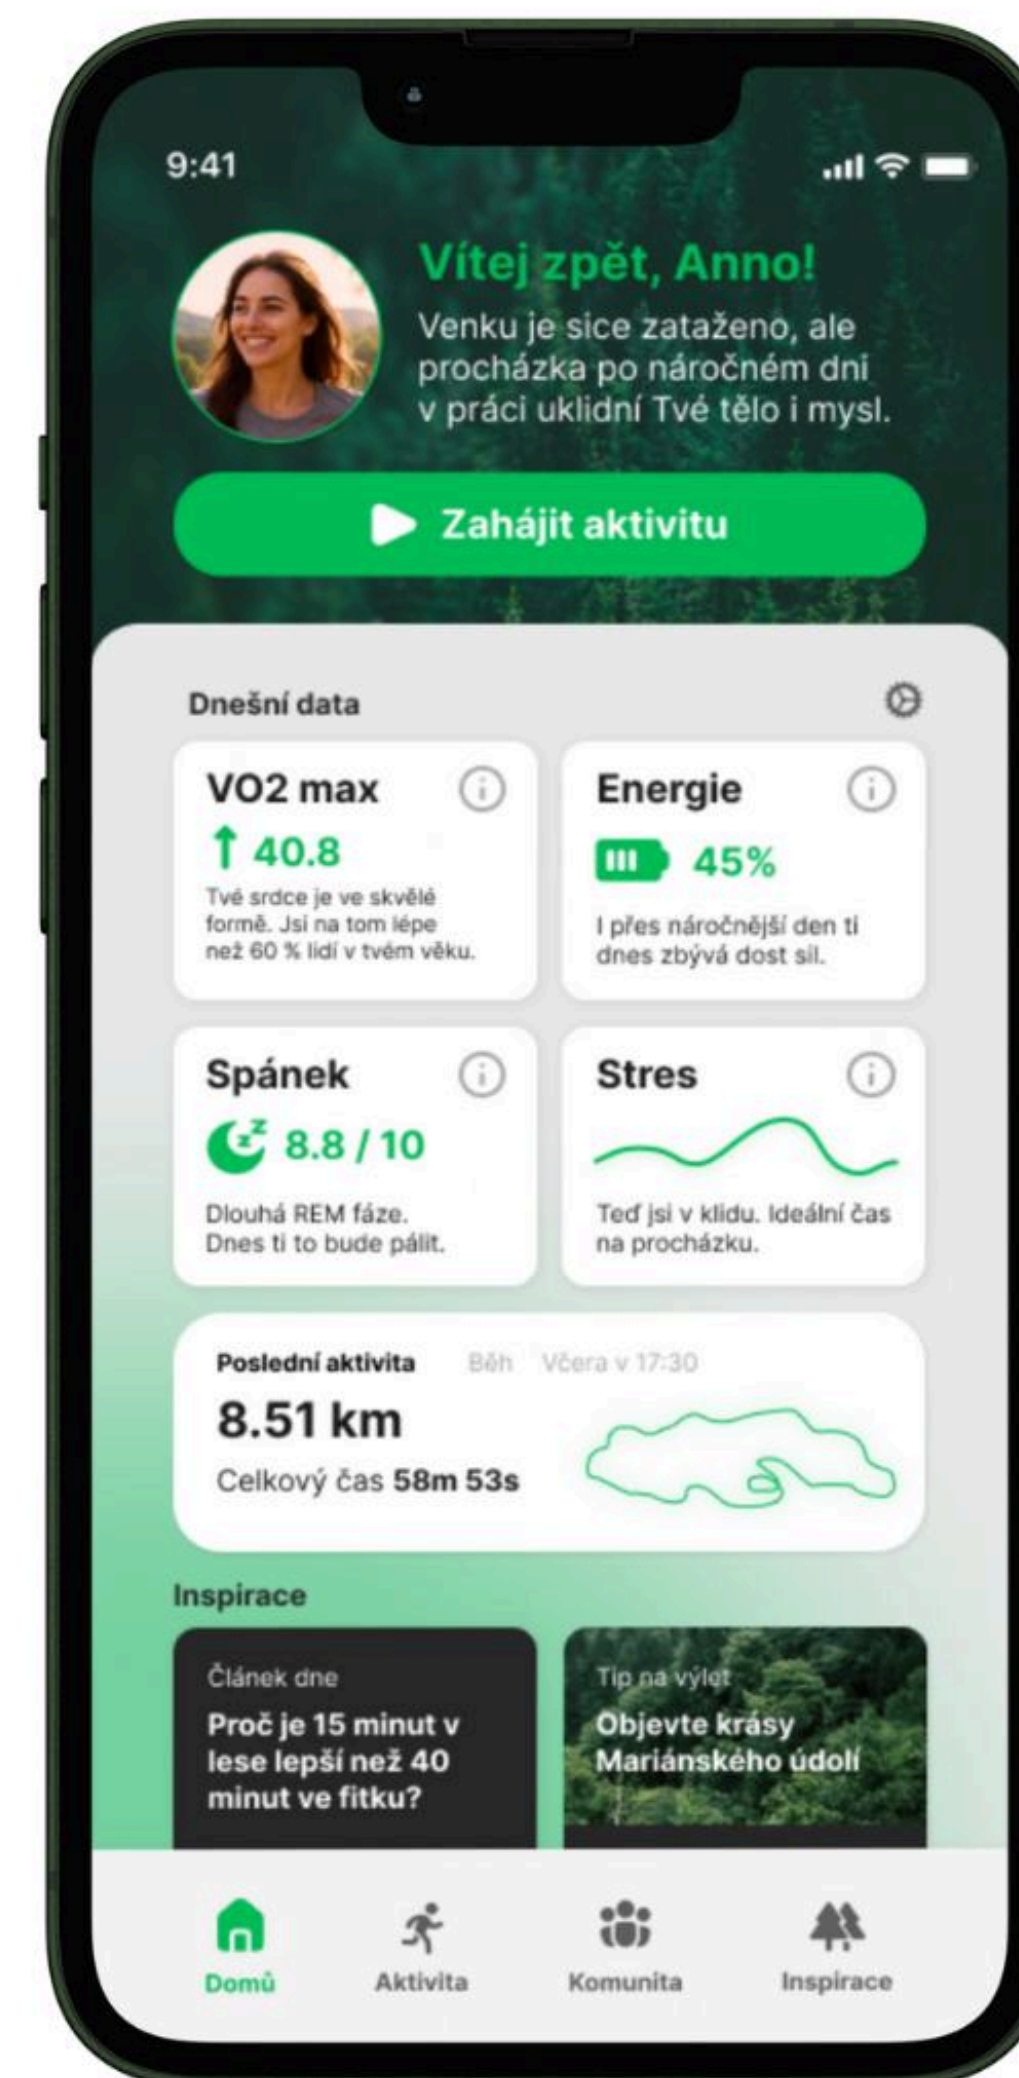 9:41
Vítej zpět, Anno!
Venku je sice zataženo, ale
procházka po náročném dni
v práci uklidní Tvé tělo i mysl.
Zahájit aktivitu
Dnešní data
VO2 max
40.8
Tvé srdce je ve skvělé
formě. Jsi na tom lépe
než 60 % lidí v tvém věku.
Energie
45%
I přes náročnější den ti
dnes zbývá dost sil.
Spánek
8.8 / 10
Dlouhá REM fáze.
Dnes ti to bude pálit.
Stres
Teď jsi v klidu. Ideální čas
na procházku.
Poslední aktivita Běh Včera v 17:30
8.51 km
Celkový čas 58m 53s
Inspirace
Článek dne
Proč je 15 minut v
lese lepší než 40
minut ve fitku?
Tip na výlet
Objevte krásy
Mariánského údolí
Domů
Aktivita
Komunita
Inspirace